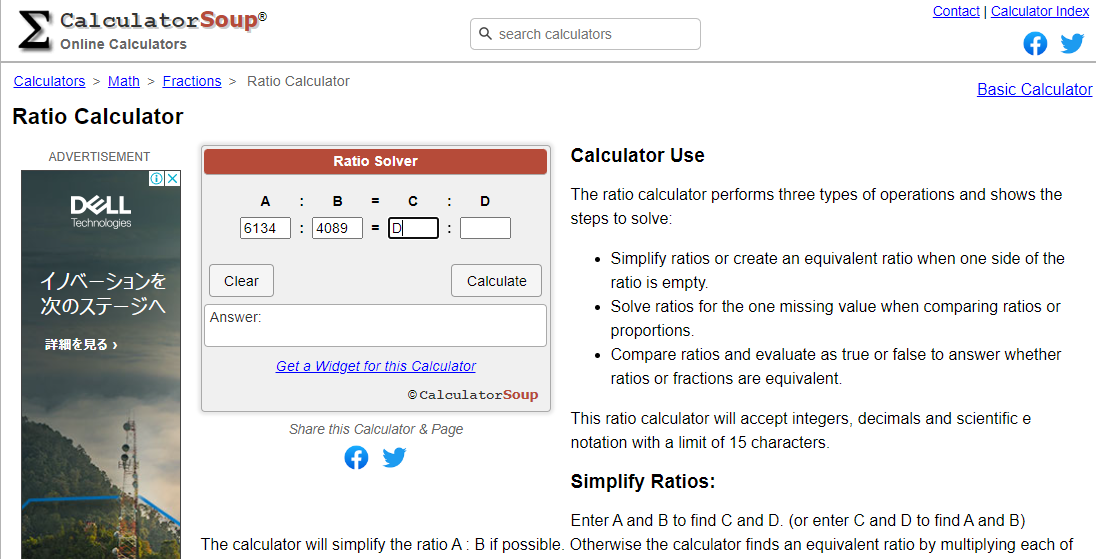 CalculatorSoup®
Online Calculators
search calculators
Contact | Calculator Index
Calculators > Math > Fractions > Ratio Calculator
Basic Calculator
Ratio Calculator
ADVERTISEMENT
DELL
Technologies
イノベーションを
次のステージへ
詳細を見る ›
Ratio Solver
A : B = C : D
6134 : 4089 = D :
Clear
Calculate
Answer:
Get a Widget for this Calculator
©CalculatorSoup
Share this Calculator & Page
Calculator Use
The ratio calculator performs three types of operations and shows the
steps to solve:
• Simplify ratios or create an equivalent ratio when one side of the
ratio is empty.
• Solve ratios for the one missing value when comparing ratios or
proportions.
• Compare ratios and evaluate as true or false to answer whether
ratios or fractions are equivalent.
This ratio calculator will accept integers, decimals and scientific e
notation with a limit of 15 characters.
Simplify Ratios:
Enter A and B to find C and D. (or enter C and D to find A and B)
The calculator will simplify the ratio A : B if possible. Otherwise the calculator finds an equivalent ratio by multiplying each of